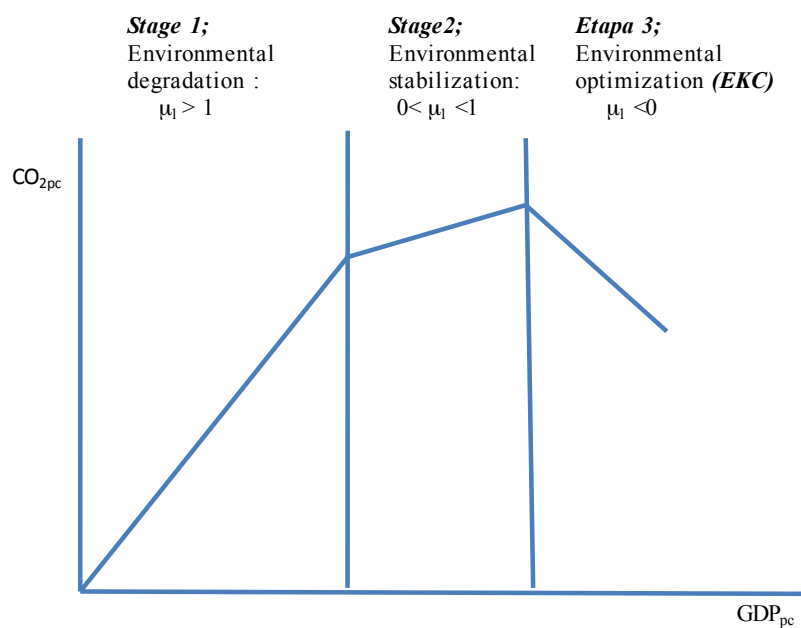 Stage 1;
Environmental
degradation :
μ₁ > 1
Stage2;
Environmental
stabilization:
0< μ₁ <1
Etapa 3;
Environmental
optimization (EKC)
μ₁ <0
CO₂pc
GDPpc